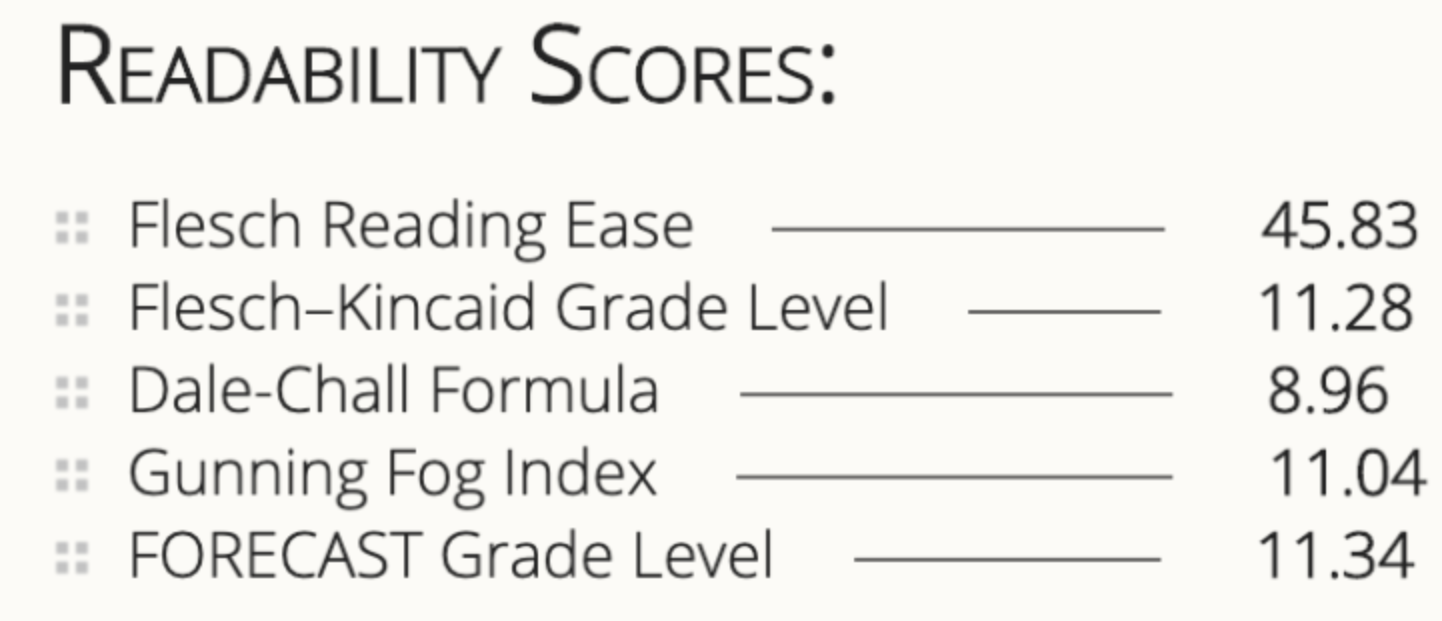 Readability Scores:
Flesch Reading Ease 45.83
Flesch–Kincaid Grade Level 11.28
Dale-Chall Formula 8.96
Gunning Fog Index 11.04
FORECAST Grade Level 11.34